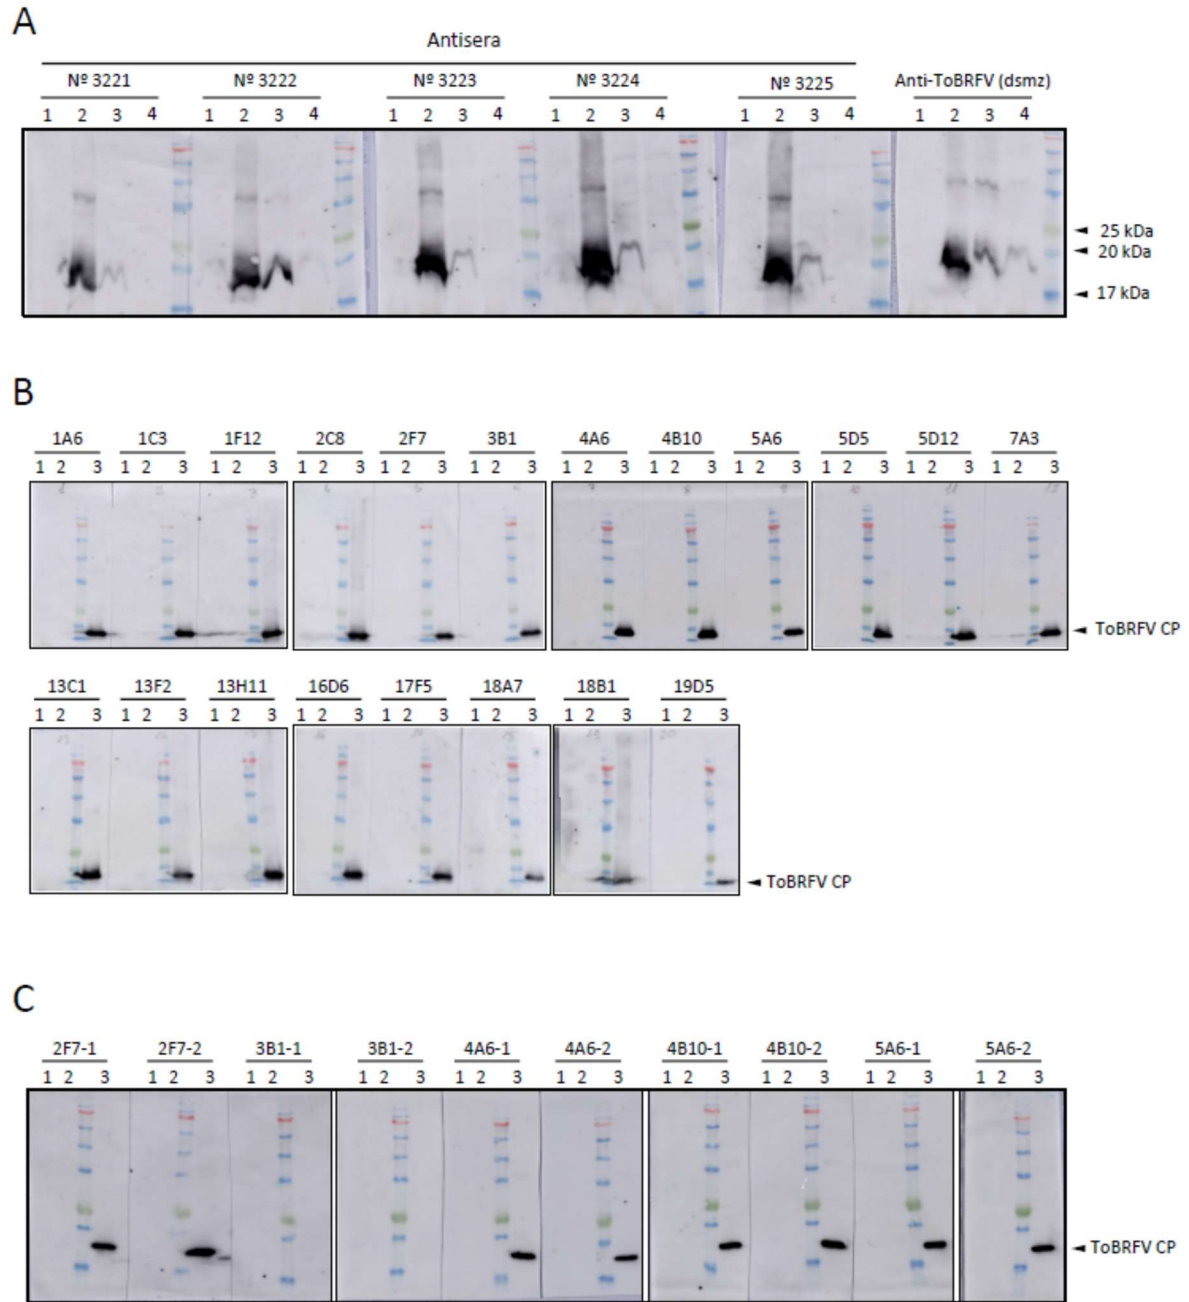 A
Antisera
Nº 3221 Nº 3222 Nº 3223 Nº 3224 Nº 3225 Anti-ToBRFV (dsmz)
1 2 3 4 1 2 3 4 1 2 3 4 1 2 3 4 1 2 3 4 1 2 3 4
25 kDa
20 kDa
17 kDa
B
1A6 1C3 1F12 2C8 2F7 3B1 4A6 4B10 5A6 5D5 5D12 7A3
1 2 3 1 2 3 1 2 3 1 2 3 1 2 3 1 2 3 1 2 3 1 2 3 1 2 3 1 2 3 1 2 3 1 2 3
ToBRFV CP
13C1 13F2 13H11 16D6 17F5 18A7 18B1 19D5
1 2 3 1 2 3 1 2 3 1 2 3 1 2 3 1 2 3 1 2 3 1 2 3
ToBRFV CP
C
2F7-1 2F7-2 3B1-1 3B1-2 4A6-1 4A6-2 4B10-1 4B10-2 5A6-1 5A6-2
1 2 3 1 2 3 1 2 3 1 2 3 1 2 3 1 2 3 1 2 3 1 2 3 1 2 3 1 2 3
ToBRFV CP